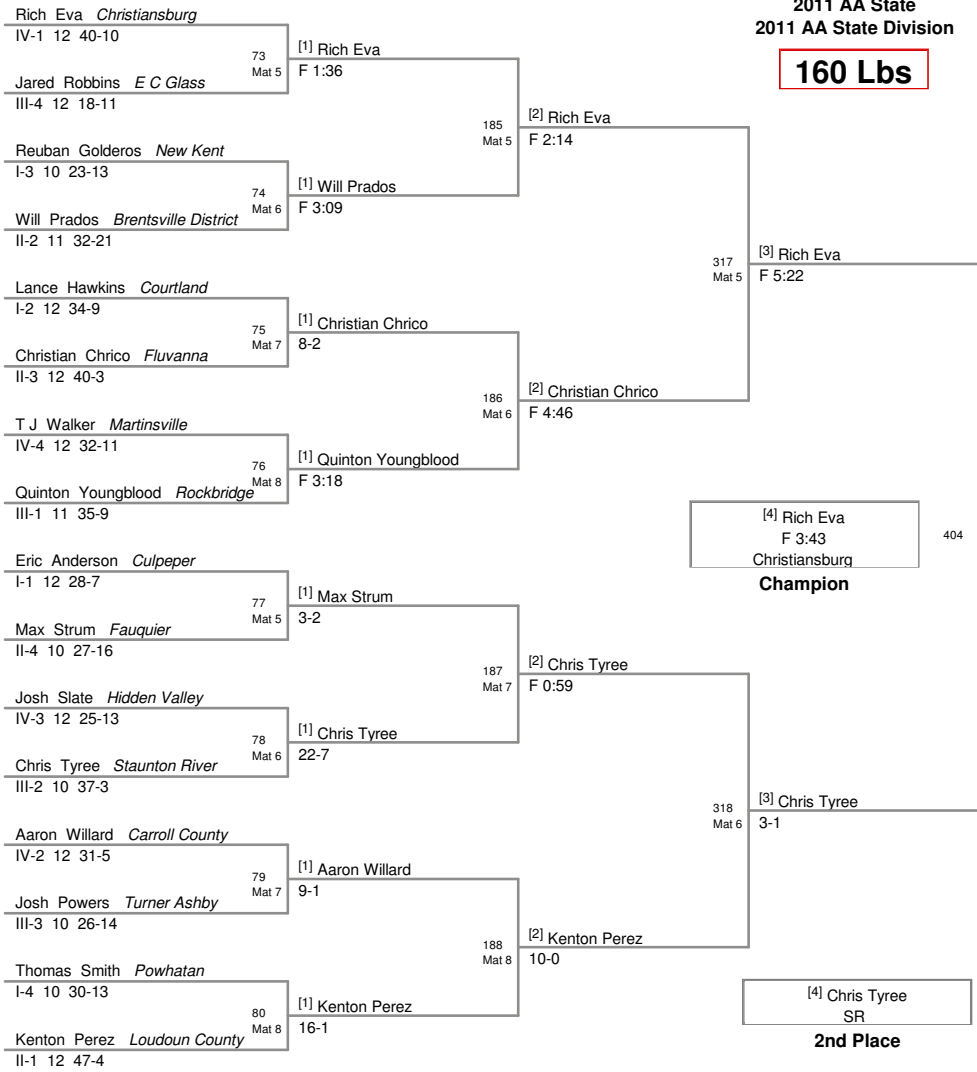 2011 AA State
2011 AA State Division
160 Lbs
Rich Eva Christiansburg
IV-1 12 40-10
73
Mat 5
[1] Rich Eva
F 1:36
Jared Robbins E C Glass
III-4 12 18-11
185
Mat 5
[2] Rich Eva
F 2:14
Reuban Golderos New Kent
I-3 10 23-13
74
Mat 6
[1] Will Prados
F 3:09
Will Prados Brentsville District
II-2 11 32-21
317
Mat 5
[3] Rich Eva
F 5:22
Lance Hawkins Courtland
I-2 12 34-9
75
Mat 7
[1] Christian Chrico
8-2
Christian Chrico Fluvanna
II-3 12 40-3
186
Mat 6
[2] Christian Chrico
F 4:46
T J Walker Martinsville
IV-4 12 32-11
76
Mat 8
[1] Quinton Youngblood
F 3:18
Quinton Youngblood Rockbridge
III-1 11 35-9
[4] Rich Eva
F 3:43
Christiansburg
404
Champion
Eric Anderson Culpeper
I-1 12 28-7
77
Mat 5
[1] Max Strum
3-2
Max Strum Fauquier
II-4 10 27-16
187
Mat 7
[2] Chris Tyree
F 0:59
Josh Slate Hidden Valley
IV-3 12 25-13
78
Mat 6
[1] Chris Tyree
22-7
Chris Tyree Staunton River
III-2 10 37-3
318
Mat 6
[3] Chris Tyree
3-1
Aaron Willard Carroll County
IV-2 12 31-5
79
Mat 7
[1] Aaron Willard
9-1
Josh Powers Turner Ashby
III-3 10 26-14
188
Mat 8
[2] Kenton Perez
10-0
Thomas Smith Powhatan
I-4 10 30-13
80
Mat 8
[1] Kenton Perez
16-1
Kenton Perez Loudoun County
II-1 12 47-4
[4] Chris Tyree
SR
2nd Place